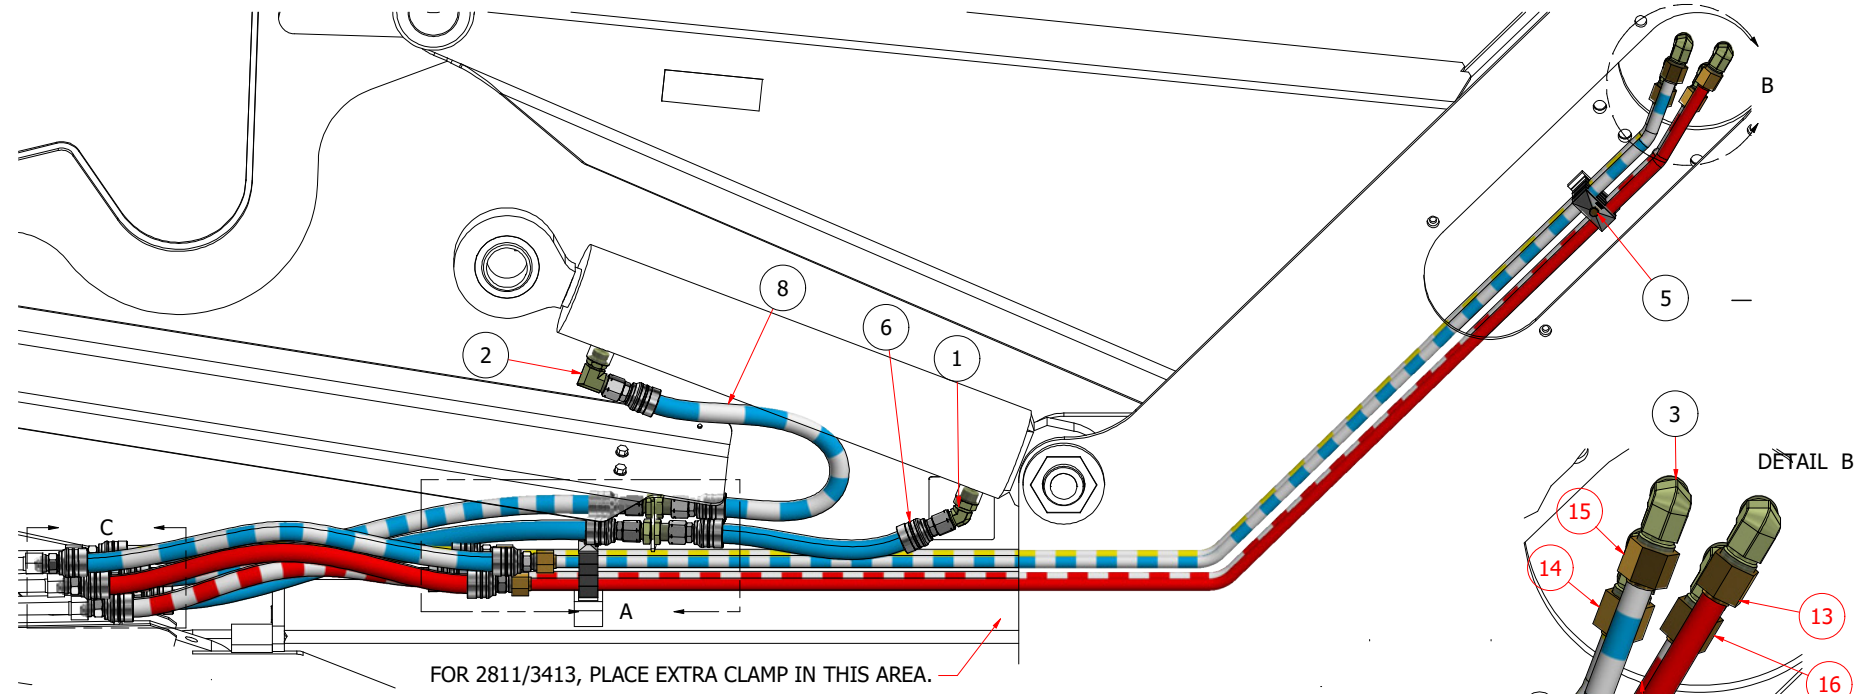 B
8
5
6
2
1
3
DETAIL B
15
C
14
A
13
FOR 2811/3413, PLACE EXTRA CLAMP IN THIS AREA.
16